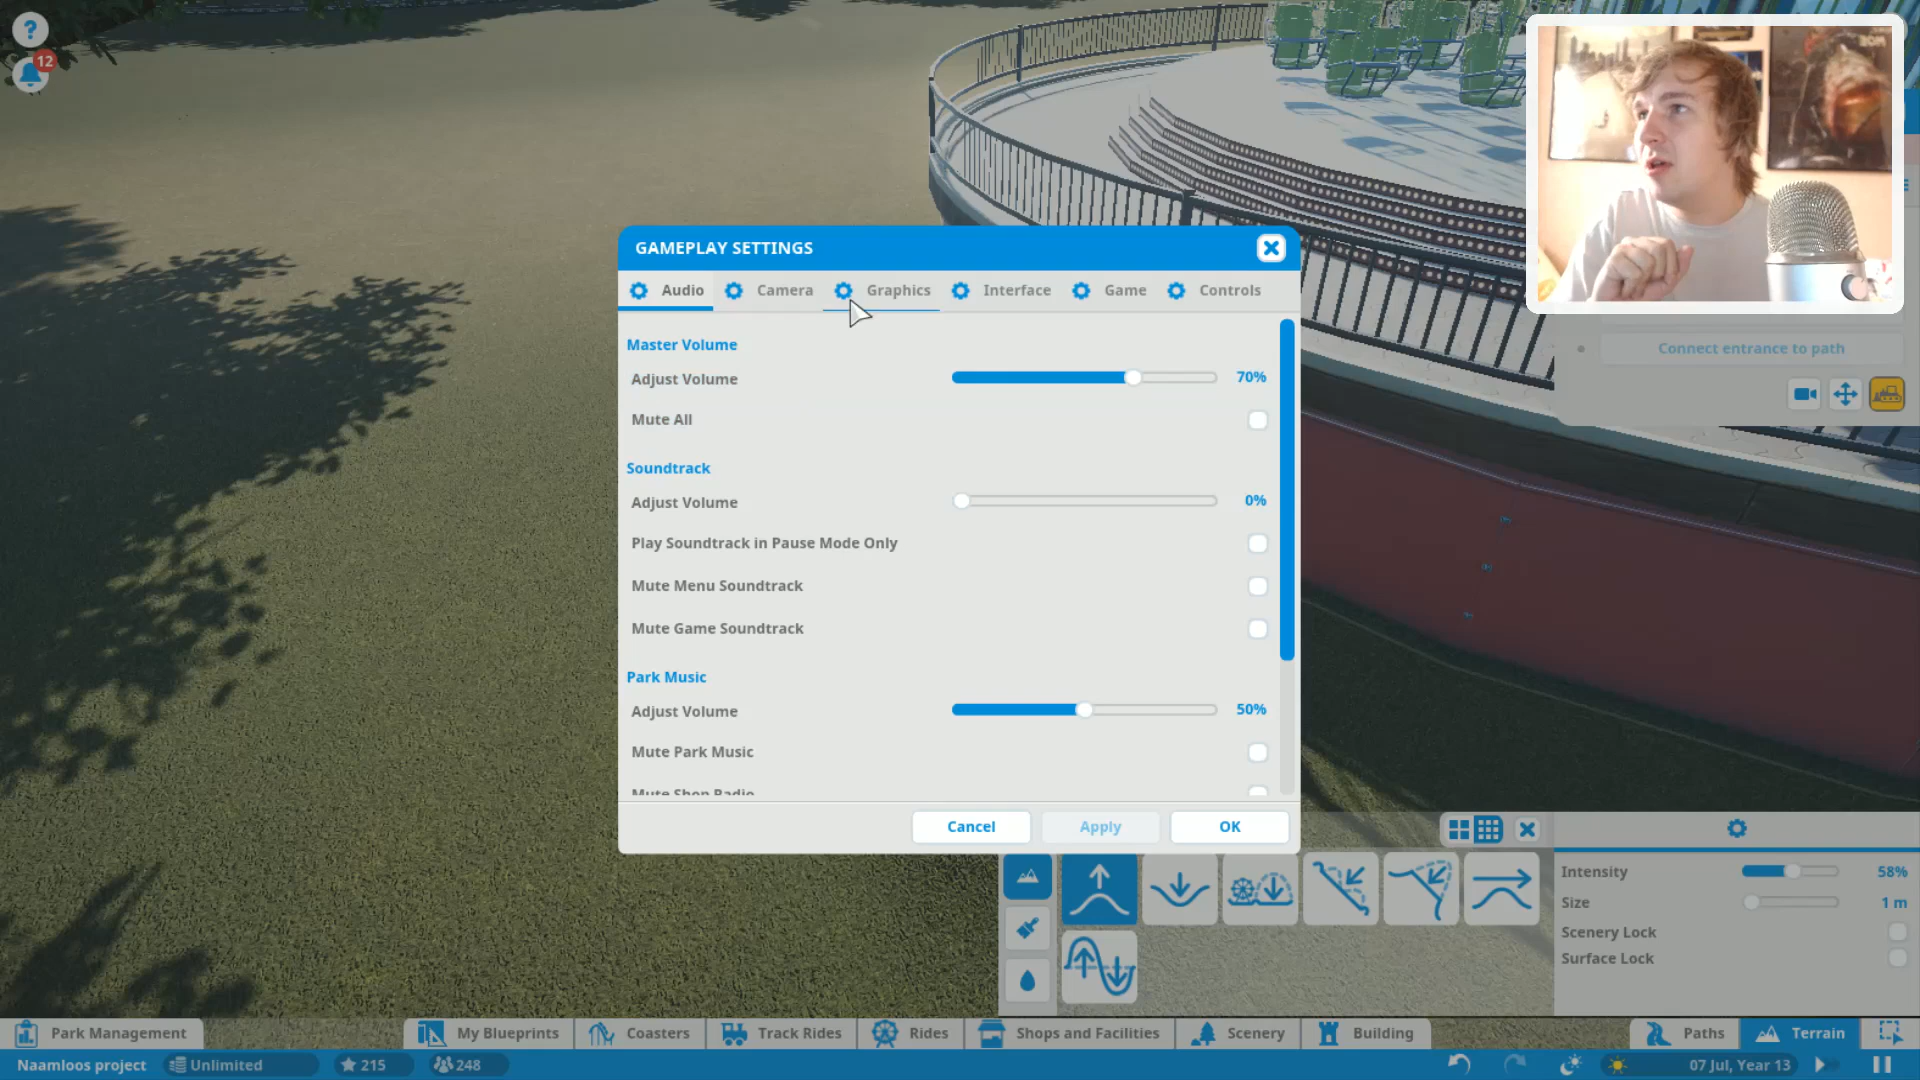 ?
12
GAMEPLAY SETTINGS
Audio
Camera
Graphics
Interface
Game
Controls
Master Volume
Adjust Volume
70%
Mute All
Soundtrack
Adjust Volume
0%
Play Soundtrack in Pause Mode Only
Mute Menu Soundtrack
Mute Game Soundtrack
Park Music
Adjust Volume
50%
Mute Park Music
Mute Shop Radio
Cancel
Apply
OK
Connect entrance to path
Intensity
58%
Size
1 m
Scenery Lock
Surface Lock
Park Management
My Blueprints
Coasters
Track Rides
Rides
Shops and Facilities
Scenery
Building
Paths
Terrain
Naamloos project
Unlimited
215
248
07 Jul, Year 13